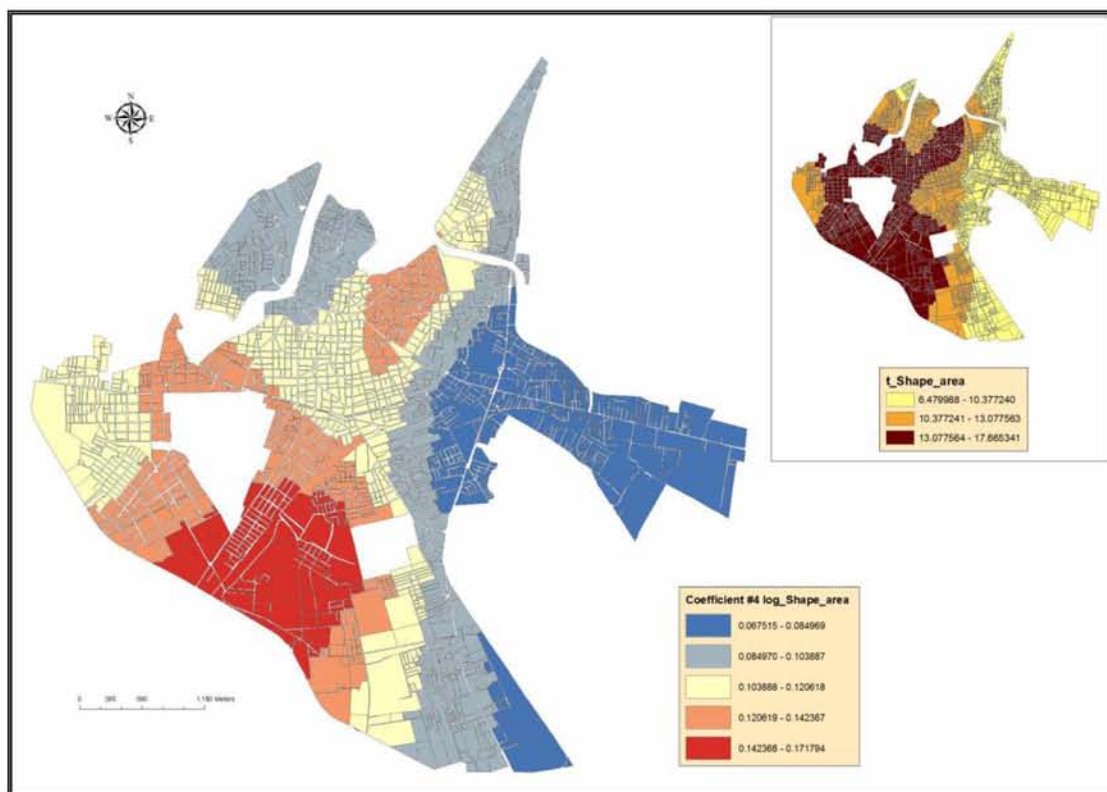 N
W E
S
t_Shape_area
6.479988 - 10.377240
10.377241 - 13.077563
13.077564 - 17.665341
Coefficient #4 log_Shape_area
0.067515 - 0.084969
0.084970 - 0.103887
0.103888 - 0.120618
0.120619 - 0.142367
0.142368 - 0.171794
0 Meters